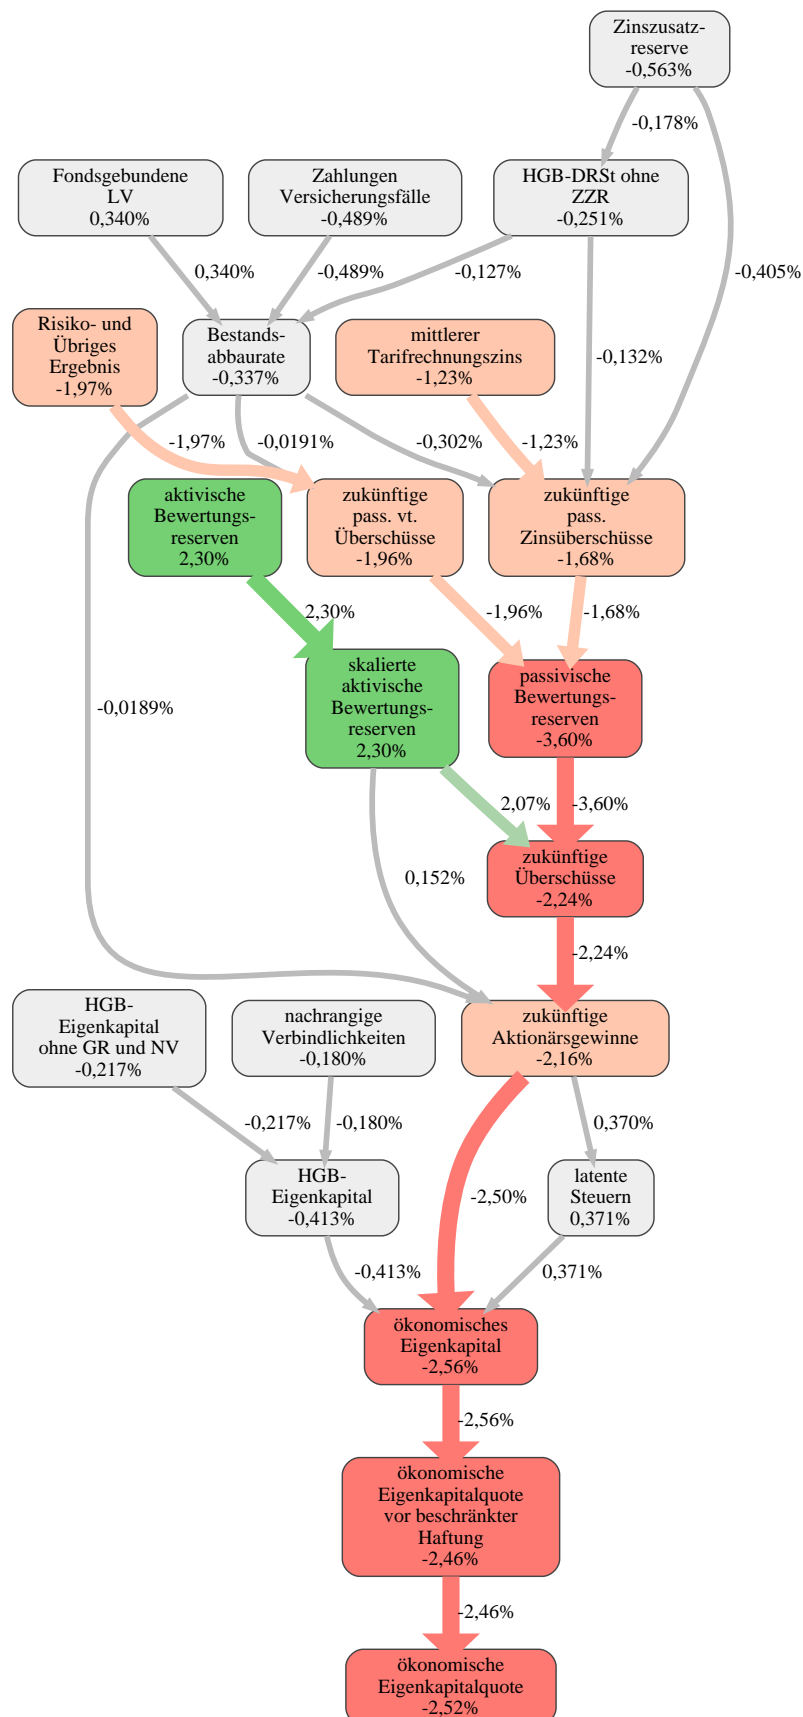 Zinszusatz-
reserve
-0,563%
-0,178%
Fondsgebundene
LV
0,340%
Zahlungen
Versicherungsfälle
-0,489%
HGB-DRSt ohne
ZZR
-0,251%
0,340%
-0,489%
-0,127%
-0,405%
Risiko- und
Übriges
Ergebnis
-1,97%
Bestands-
abbaurate
-0,337%
mittlerer
Tarifrechnungszins
-1,23%
-0,132%
-1,97%
-0,0191%
-0,302%
-1,23%
aktivische
Bewertungs-
reserven
2,30%
zukünftige
pass. vt.
Überschüsse
-1,96%
zukünftige
pass.
Zinsüberschüsse
-1,68%
2,30%
-1,96%
-1,68%
-0,0189%
skalierte
aktivische
Bewertungs-
reserven
2,30%
passivische
Bewertungs-
reserven
-3,60%
2,07%
-3,60%
0,152%
zukünftige
Überschüsse
-2,24%
-2,24%
HGB-
Eigenkapital
ohne GR und NV
-0,217%
nachrangige
Verbindlichkeiten
-0,180%
zukünftige
Aktionärsgewinne
-2,16%
-0,217%
-0,180%
0,370%
HGB-
Eigenkapital
-0,413%
-2,50%
latente
Steuern
0,371%
-0,413%
0,371%
ökonomisches
Eigenkapital
-2,56%
-2,56%
ökonomische
Eigenkapitalquote
vor beschränkter
Haftung
-2,46%
-2,46%
ökonomische
Eigenkapitalquote
-2,52%